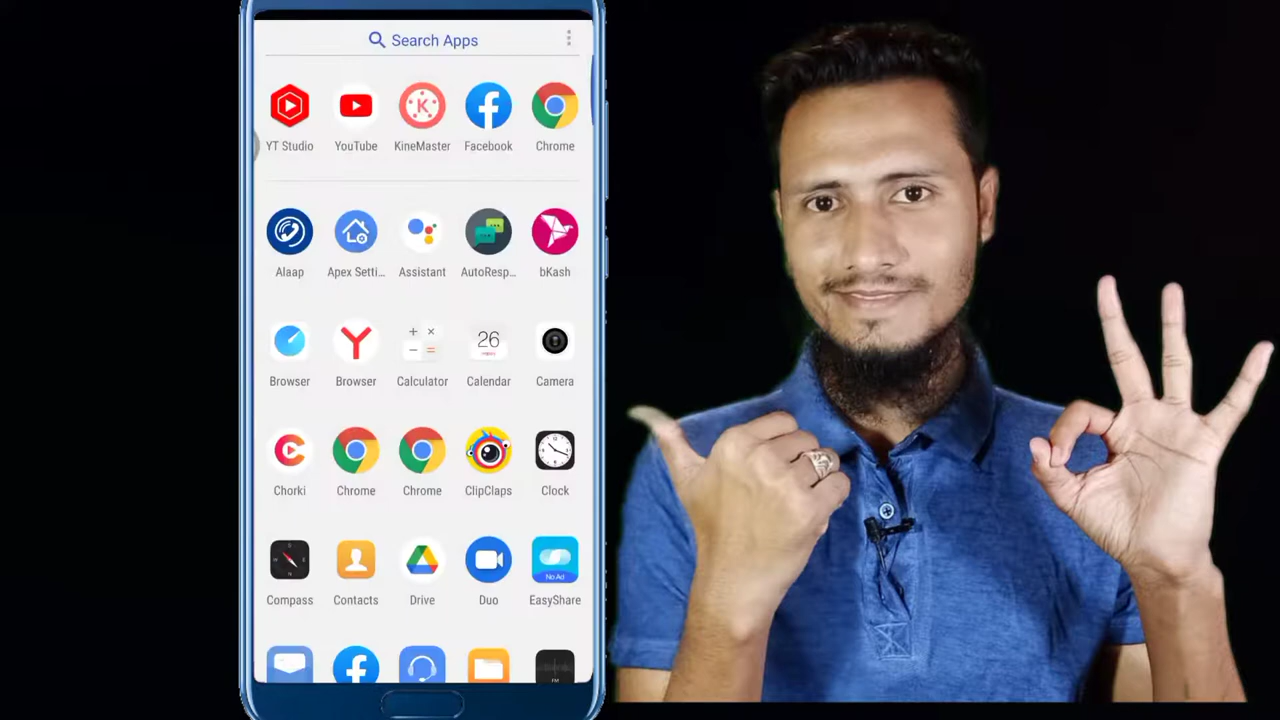 Search Apps
YT Studio YouTube KineMaster Facebook Chrome
Alaap Apex Setti... Assistant AutoResp... bKash
26
Browser Browser Calculator Calendar Camera
Chorki Chrome Chrome ClipClaps Clock
No Ad
Compass Contacts Drive Duo EasyShare
FM